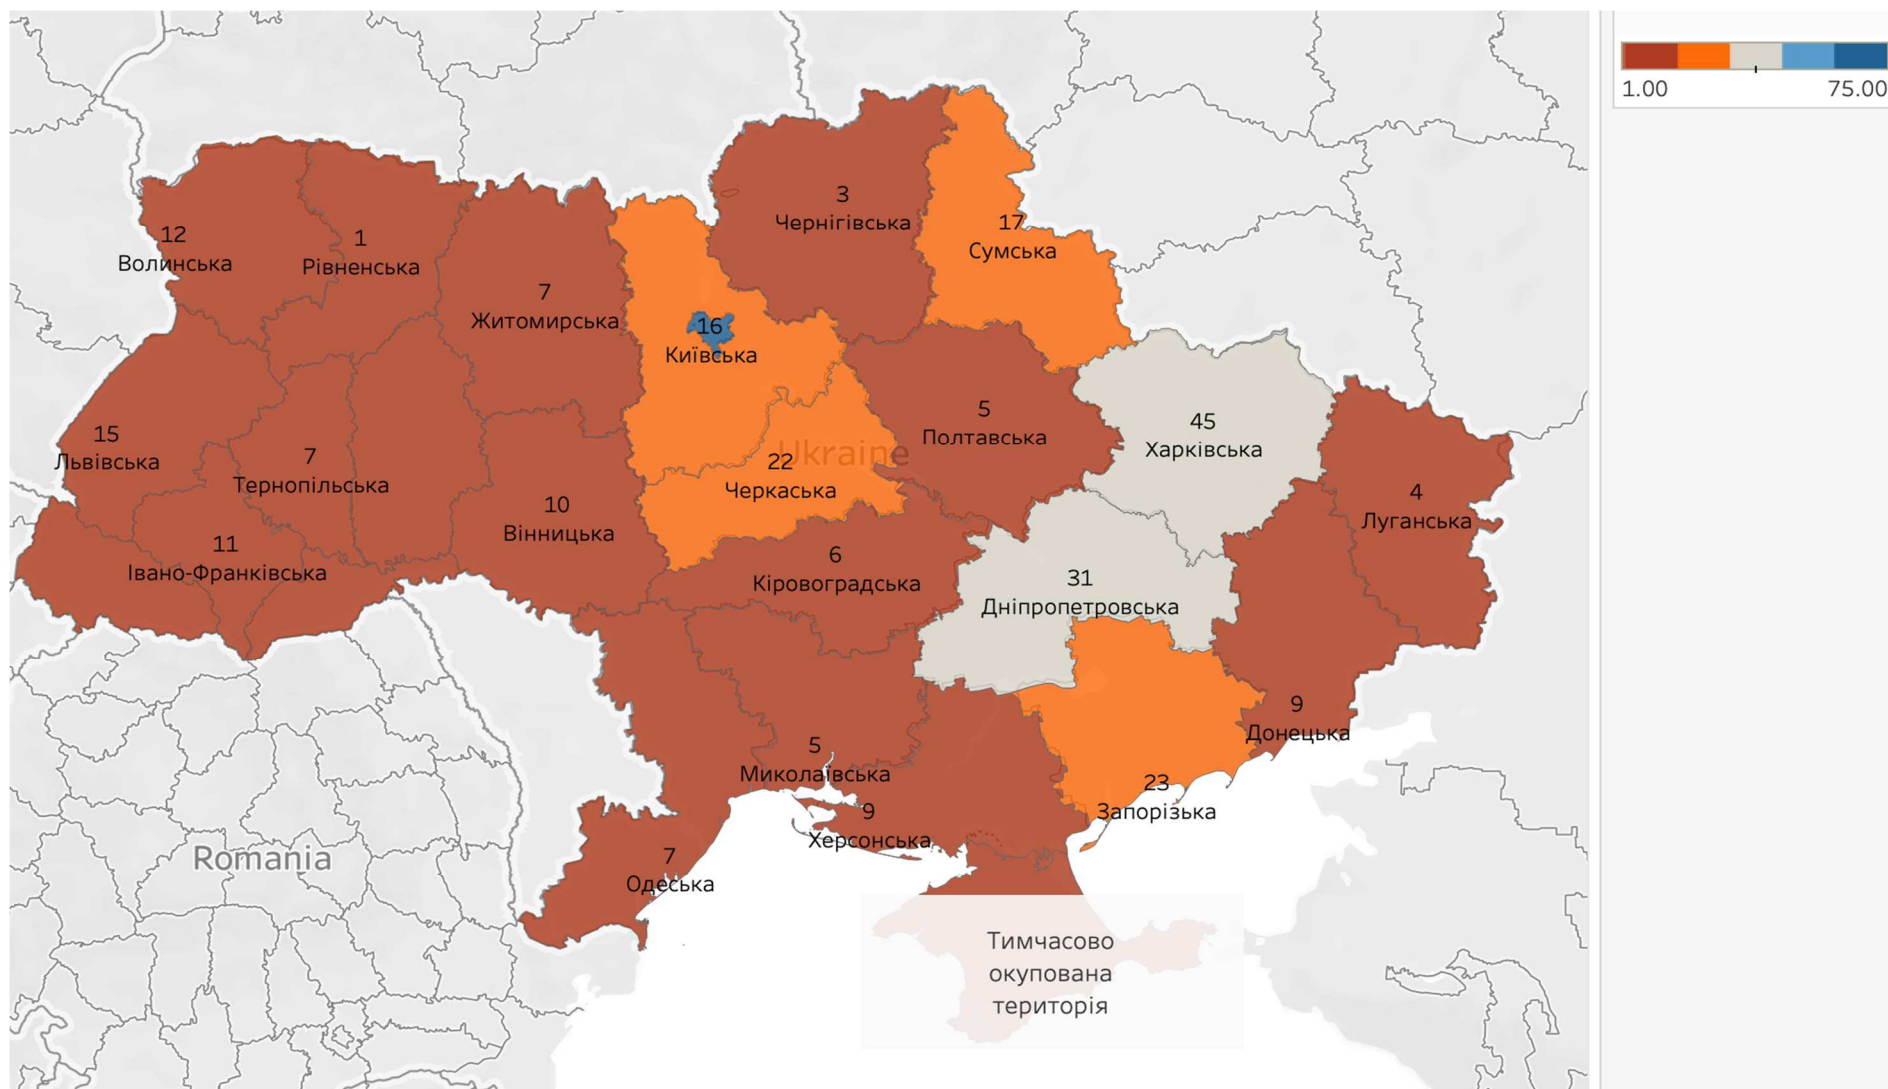 1.00 75.00
3
Чернігівська
17
Сумська
12
Волинська
1
Рівненська
7
Житомирська
16
Київська
5
Полтавська
45
Харківська
15
Львівська
7
Тернопільська
Ukraine
22
Черкаська
10
Вінницька
4
Луганська
11
Івано-Франківська
6
Кіровоградська
31
Дніпропетровська
9
Донецька
5
Миколаївська
23
Запорізька
9
Херсонська
Romania
7
Одеська
Тимчасово
окупована
територія